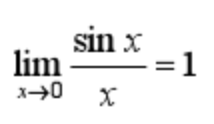 lim x→0 sin x / x = 1